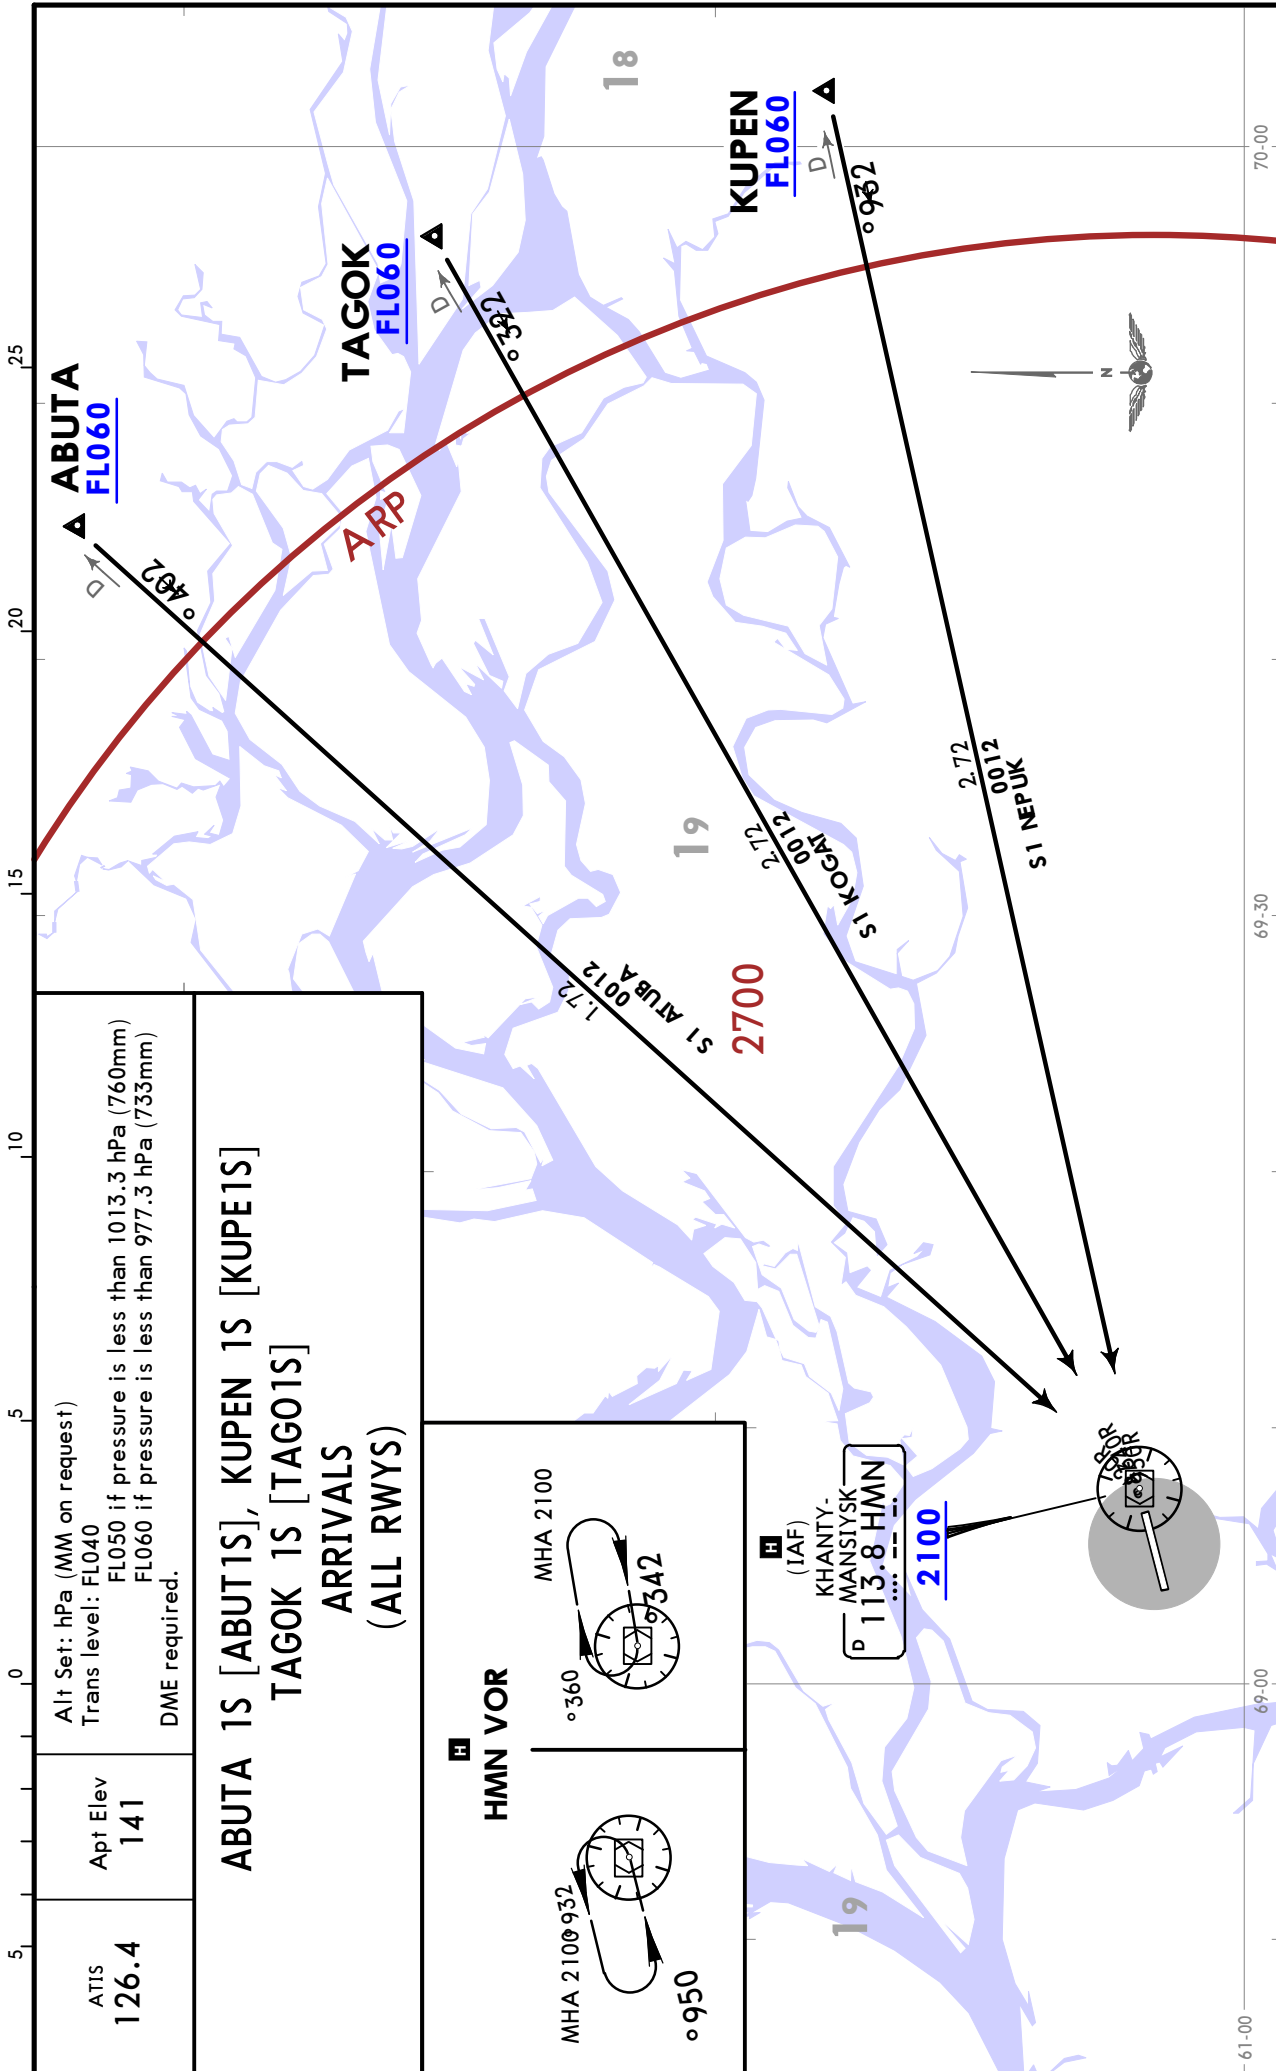 ATIS
126.4
Apt Elev
141
Alt Set: hPa (MM on request)
Trans level: FL040
FL050 if pressure is less than 1013.3 hPa (760mm)
FL060 if pressure is less than 977.3 hPa (733mm)
DME required.
ABUTA 1S [ABUT1S], KUPEN 1S [KUPE1S]
TAGOK 1S [TAGO1S]
ARRIVALS
(ALL RWYS)
H
HMN VOR
MHA 2100
°932
°950
MHA 2100
°360
°342
5
0
5
10
15
20
25
ABUTA
FL060
D
TAGOK
FL060
D
°322
KUPEN
FL060
D
A RP
18
19
19
2700
1.72
0012
S1 ATUBA
2.72
0012
S1 KOGAT
2.72
0012
S1 NEPUK
N
H
(IAF)
KHANTY-
MANSIYSK
D 113.8 HMN
2100
61-00
69-00
69-30
70-00